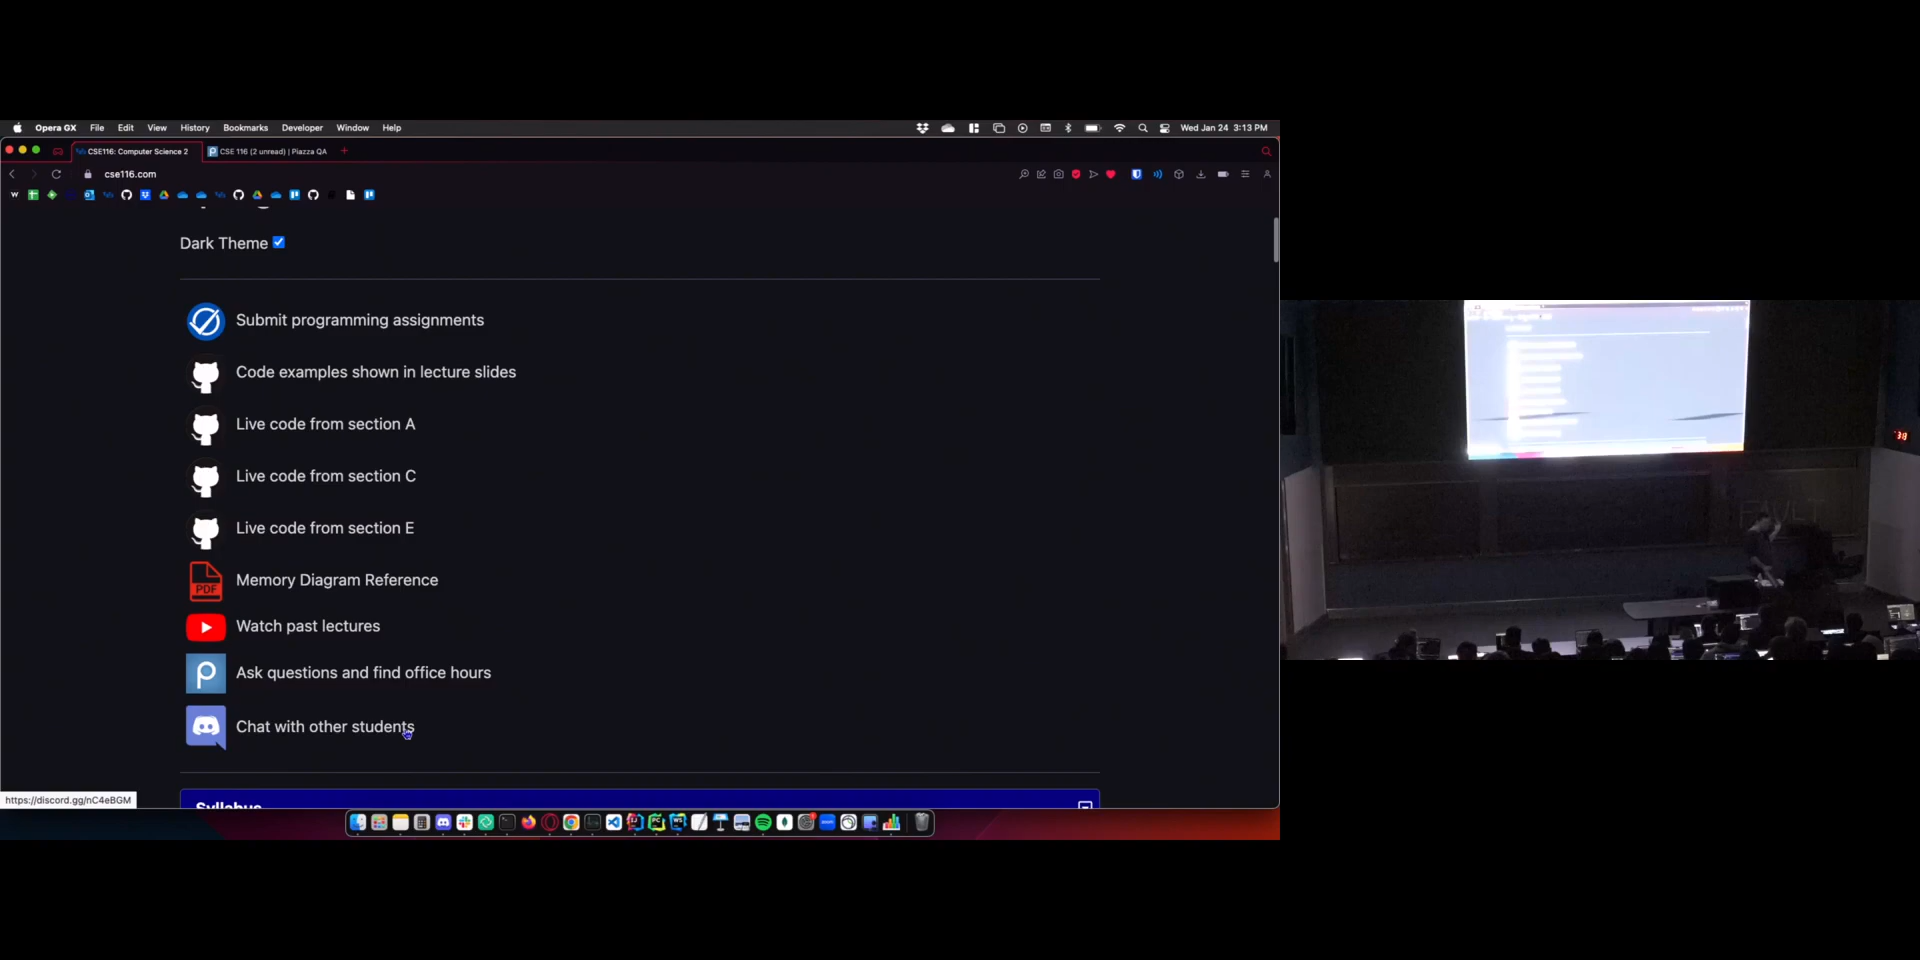 Opera GX File Edit View History Bookmarks Developer Window Help Wed Jan 24 3:13 PM
CSE116: Computer Science 2 CSE 116 (2 unread) | Piazza QA
cse116.com
Dark Theme
Submit programming assignments
Code examples shown in lecture slides
Live code from section A
Live code from section C
Live code from section E
PDF Memory Diagram Reference
Watch past lectures
Ask questions and find office hours
Chat with other students
Syllabus
https://discord.gg/nC4eBGM